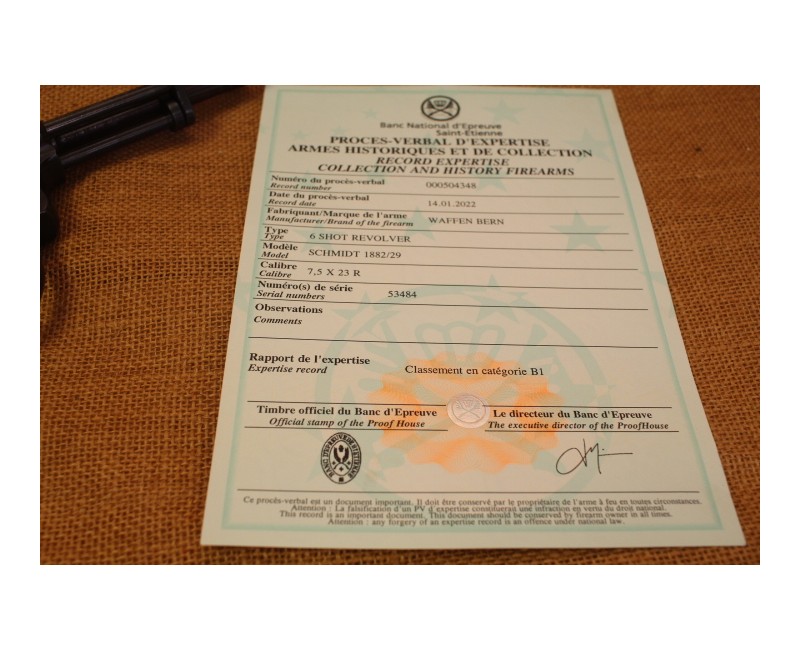 Banc National d'Epreuve
Saint-Etienne
PROCES-VERBAL D'EXPERTISE
ARMES HISTORIQUES ET DE COLLECTION
RECORD EXPERTISE
COLLECTION AND HISTORY FIREARMS
Numéro du procès-verbal
Record number
000504348
Date du procès-verbal
Record date
14.01.2022
Fabriquant/Marque de l'arme
Manufacturer/Brand of the firearm
WAFFEN BERN
Type
Type
6 SHOT REVOLVER
Modèle
Model
SCHMIDT 1882/29
Calibre
Calibre
7,5 X 23 R
Numéro(s) de série
Serial numbers
53484
Observations
Comments
Rapport de l'expertise
Expertise record
Classement en catégorie B1
Timbre officiel du Banc d'Epreuve
Official stamp of the Proof House
Le directeur du Banc d'Epreuve
The executive director of the ProofHouse
Ce procès-verbal est un document important. Il doit être conservé par le propriétaire de l'arme à feu en toutes circonstances.
Attention : La falsification d'un PV d'expertise constituerait une infraction en vertu du droit national.
This record is an important document. This document should be conserved by firearm owner in all times.
Attention : any forgery of an expertise record is an offence under national law.